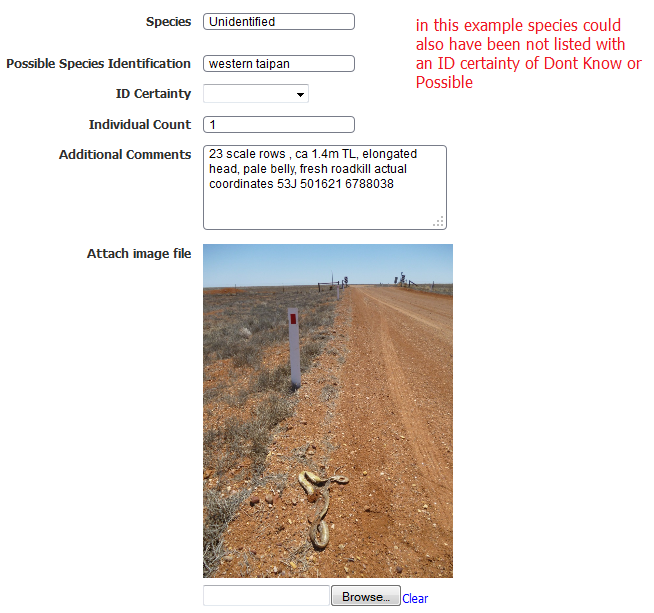 Species Unidentified
in this example species could
also have been not listed with
an ID certainty of Dont Know or
Possible
Possible Species Identification western taipan
ID Certainty
Individual Count 1
Additional Comments 23 scale rows , ca 1.4m TL, elongated
head, pale belly, fresh roadkill actual
coordinates 53J 501621 6788038
Attach image file
Browse... Clear